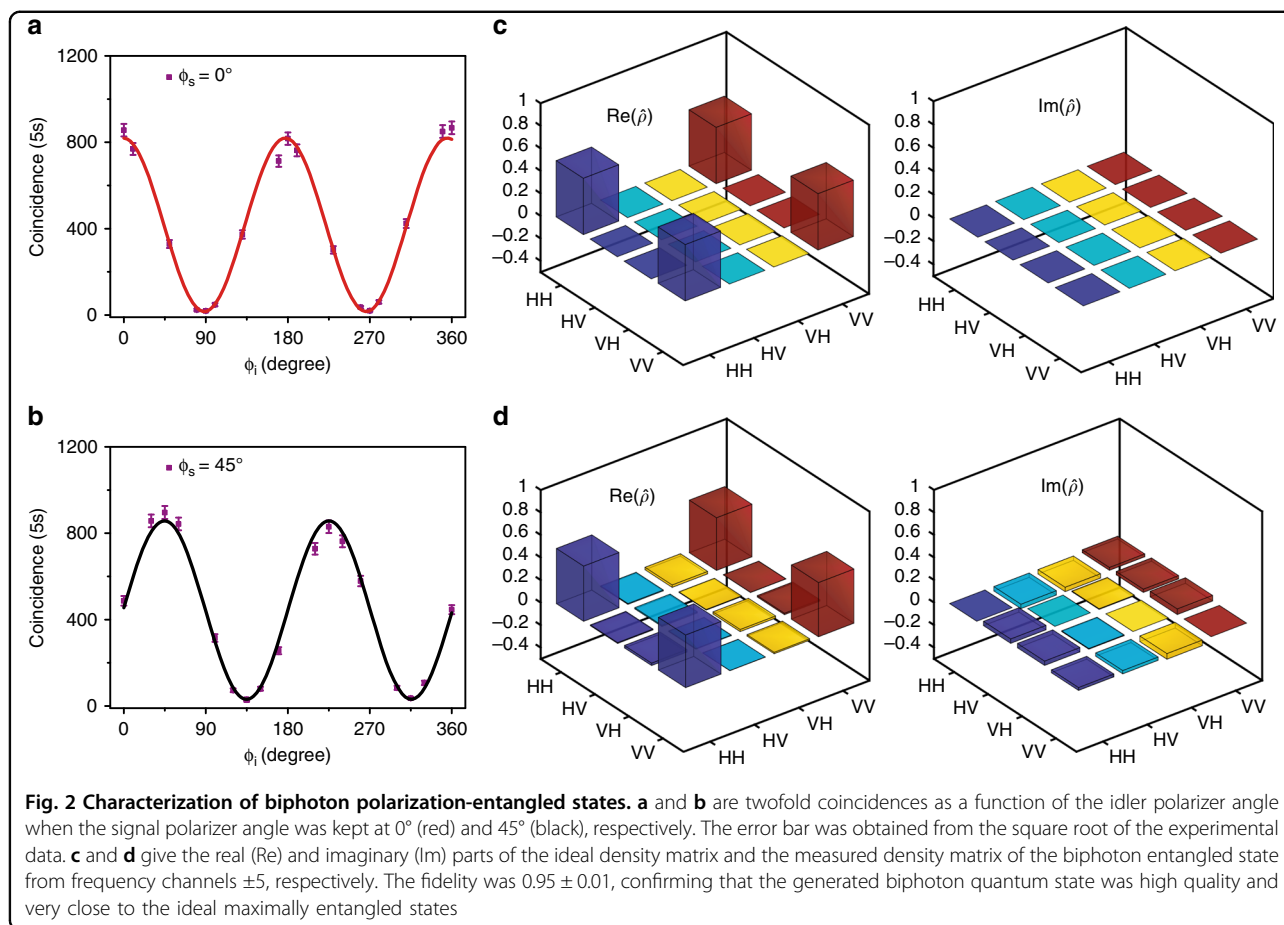 a
1200
800
400
0
Coincidence (5s)
ϕs = 0°
0
90
180
270
360
ϕi (degree)
c
1
0.8
0.6
0.4
0.2
0
–0.2
–0.4
Re(ρ̂)
HH
HV
VH
VV
HH
HV
VH
VV
1
0.8
0.6
0.4
0.2
0
–0.2
–0.4
Im(ρ̂)
HH
HV
VH
VV
HH
HV
VH
VV
b
1200
800
400
0
Coincidence (5s)
ϕs = 45°
0
90
180
270
360
ϕi (degree)
d
1
0.8
0.6
0.4
0.2
0
–0.2
–0.4
Re(ρ̂)
HH
HV
VH
VV
HH
HV
VH
VV
1
0.8
0.6
0.4
0.2
0
–0.2
–0.4
Im(ρ̂)
HH
HV
VH
VV
HH
HV
VH
VV
Fig. 2 Characterization of biphoton polarization-entangled states. a and b are twofold coincidences as a function of the idler polarizer angle
when the signal polarizer angle was kept at 0° (red) and 45° (black), respectively. The error bar was obtained from the square root of the experimental
data. c and d give the real (Re) and imaginary (Im) parts of the ideal density matrix and the measured density matrix of the biphoton entangled state
from frequency channels ±5, respectively. The fidelity was 0.95 ± 0.01, confirming that the generated biphoton quantum state was high quality and
very close to the ideal maximally entangled states